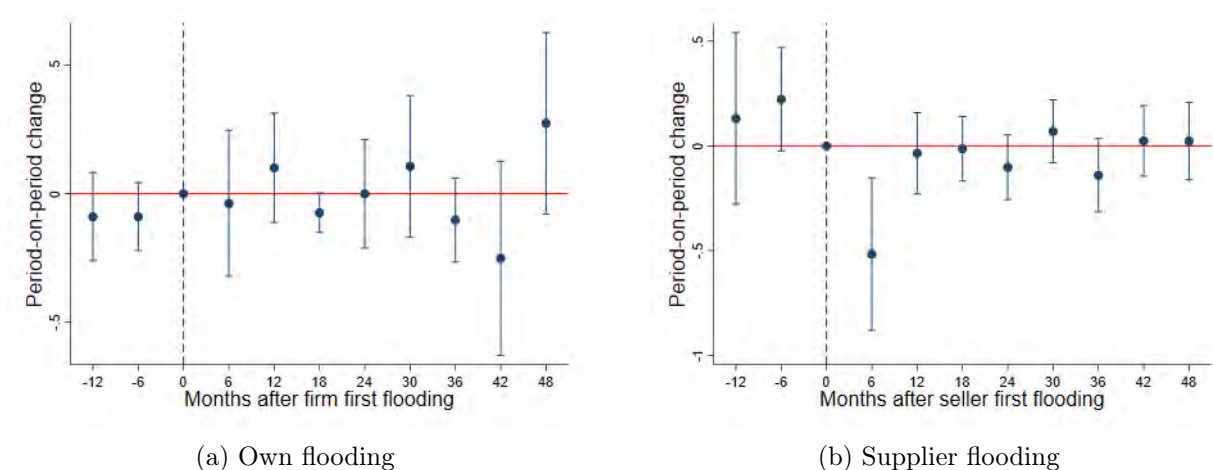 Period-on-period change
.5
0
-.5
-12 -6 0 6 12 18 24 30 36 42 48
Months after firm first flooding
(a) Own flooding
Period-on-period change
.5
0
-.5
-1
-12 -6 0 6 12 18 24 30 36 42 48
Months after seller first flooding
(b) Supplier flooding